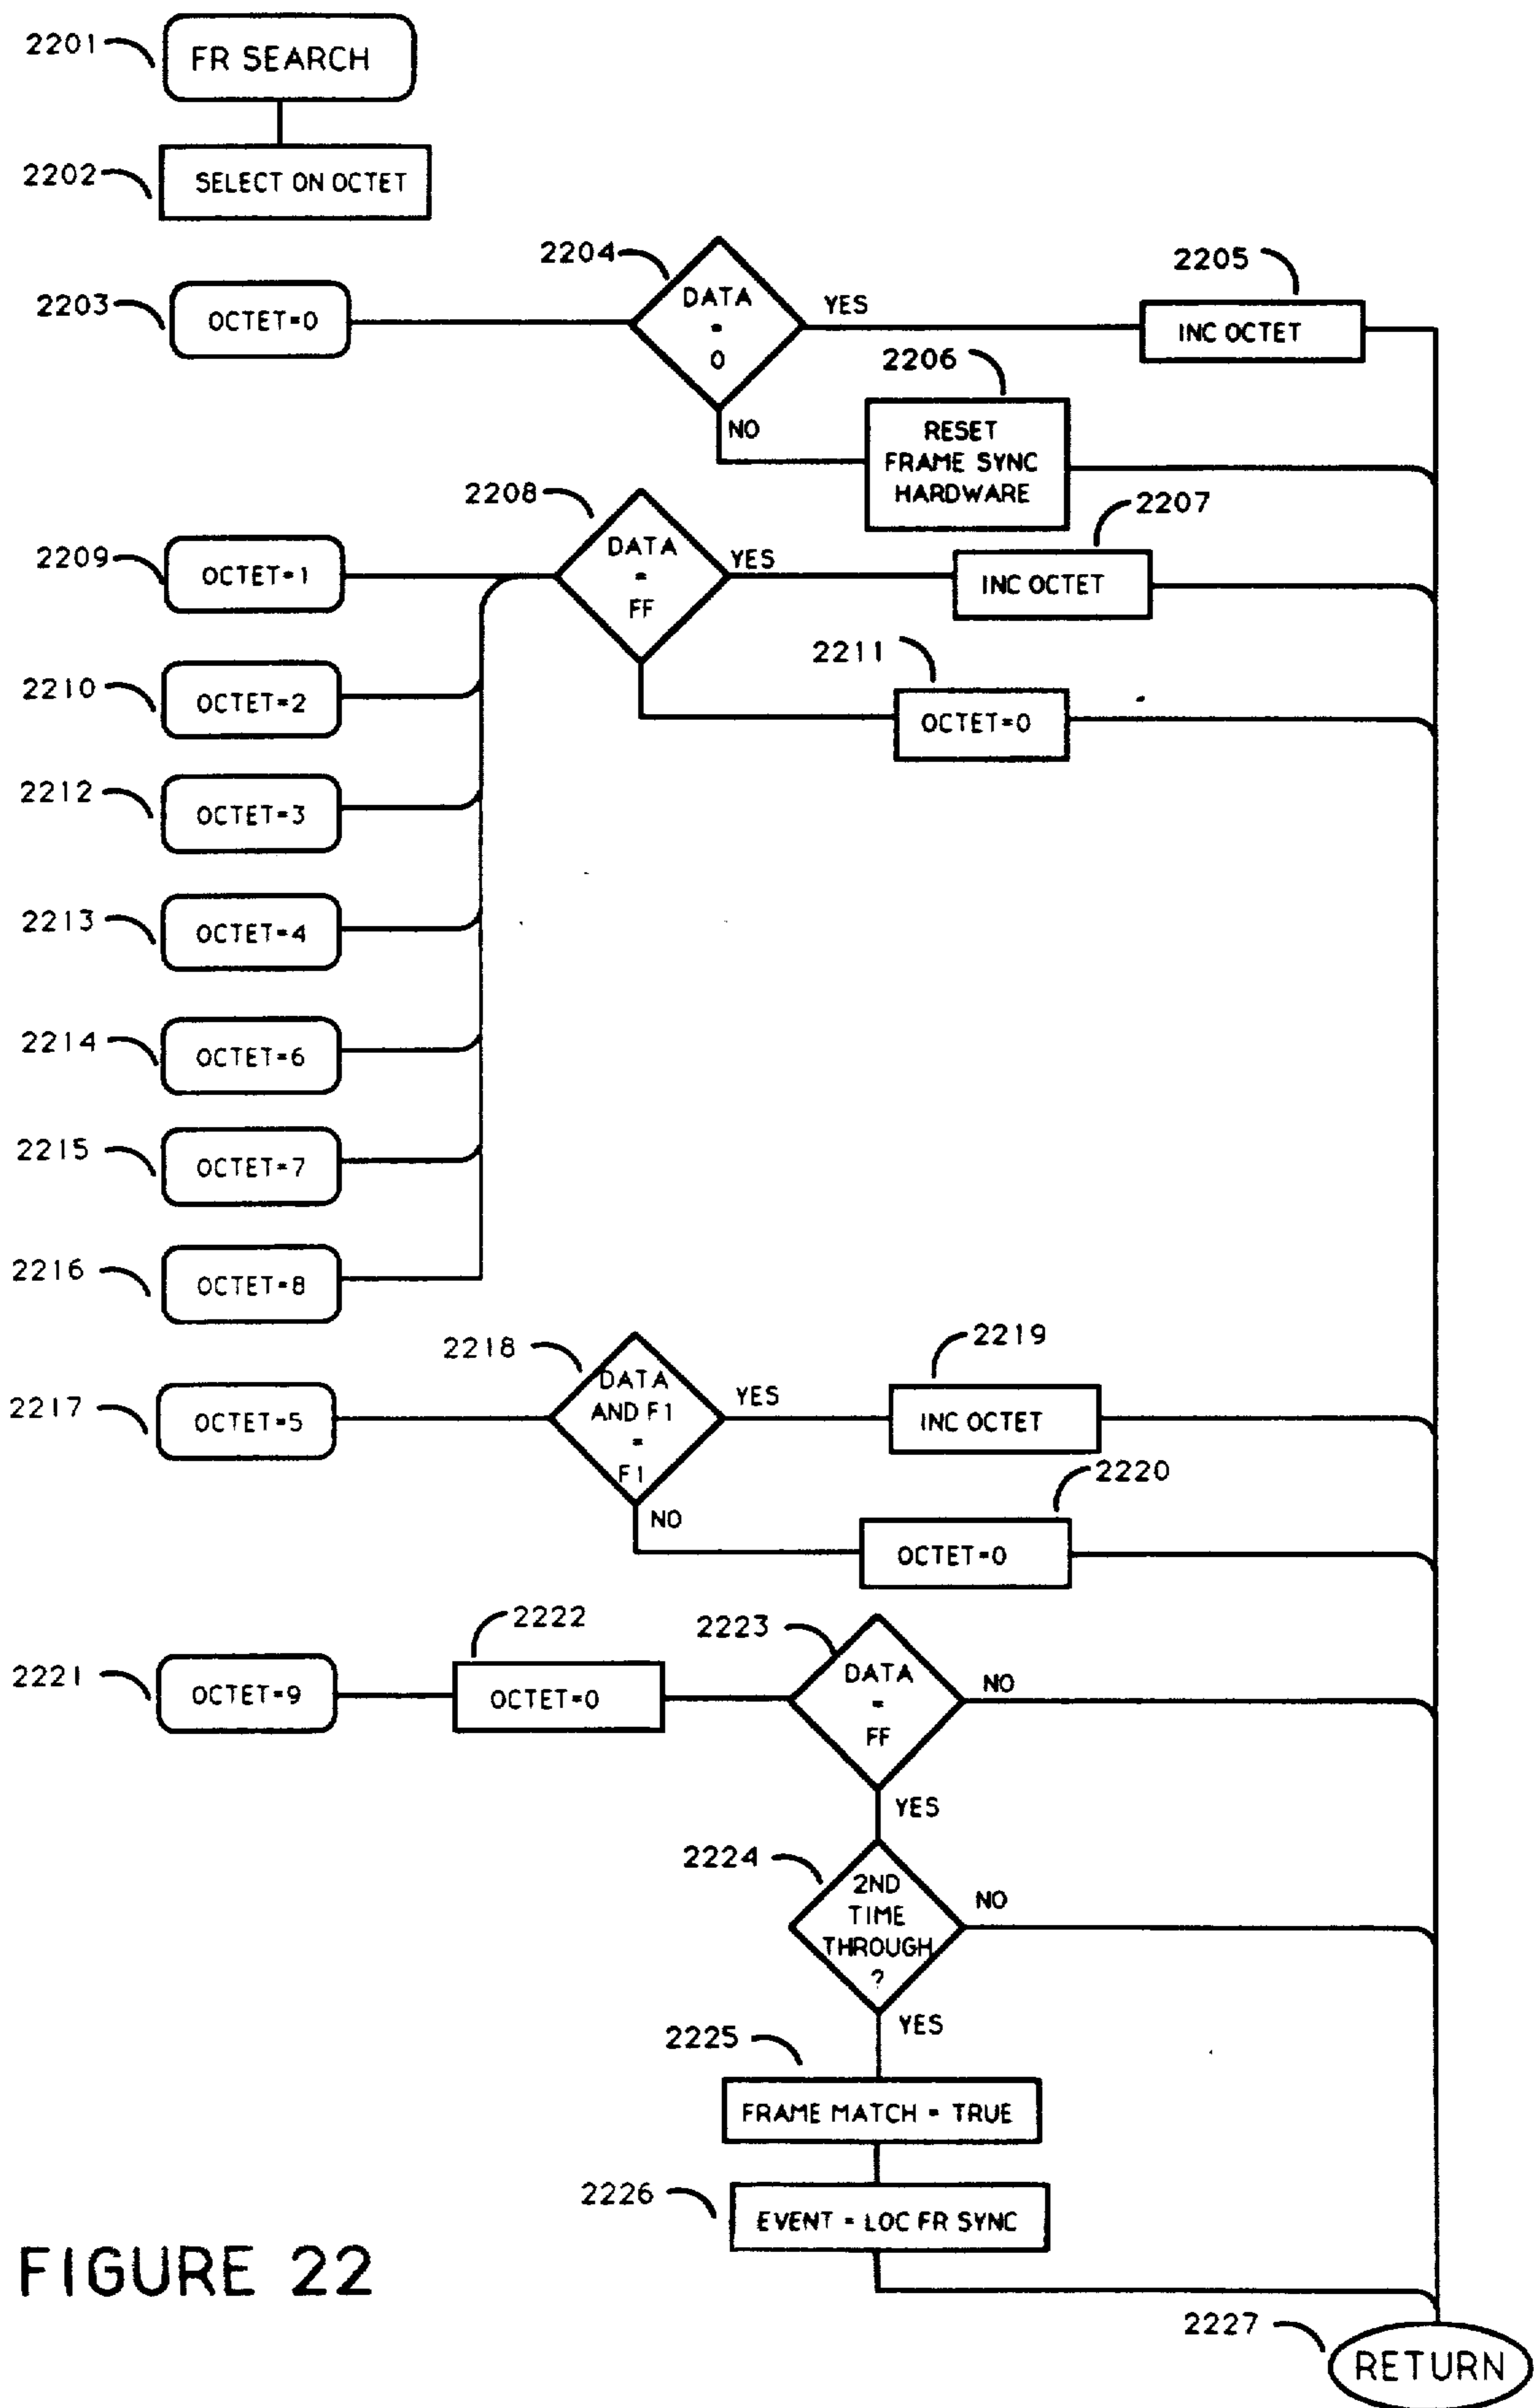 2201
FR SEARCH
2202
SELECT ON OCTET
2203
OCTET=0
2204
DATA
=
0
YES
2205
INC OCTET
NO
2206
RESET
FRAME SYNC
HARDWARE
2209
OCTET=1
2208
DATA
=
FF
YES
2207
INC OCTET
2211
OCTET=0
2210
OCTET=2
2212
OCTET=3
2213
OCTET=4
2214
OCTET=6
2215
OCTET=7
2216
OCTET=8
2217
OCTET=5
2218
DATA
AND F1
=
F1
YES
2219
INC OCTET
NO
2220
OCTET=0
2221
OCTET=9
2222
OCTET=0
2223
DATA
=
FF
NO
YES
2224
2ND
TIME
THROUGH
?
NO
YES
2225
FRAME MATCH = TRUE
2226
EVENT = LOC FR SYNC
2227
RETURN
FIGURE 22